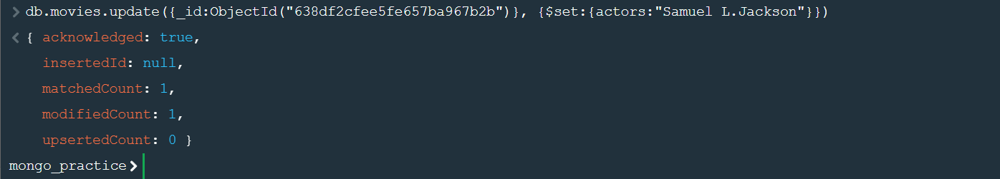 > db.movies.update({_id:ObjectId("638df2cfee5fe657ba967b2b")}, {$set:{actors:"Samuel L.Jackson"}})
< { acknowledged: true,
insertedId: null,
matchedCount: 1,
modifiedCount: 1,
upsertedCount: 0 }
mongo_practice>